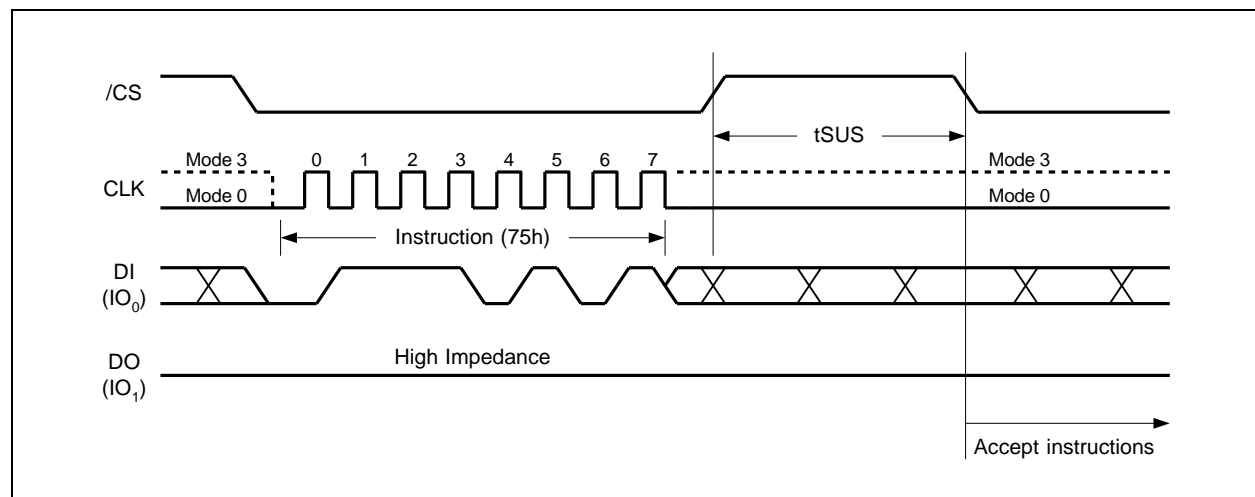 /CS
tSUS
Mode 3
0 1 2 3 4 5 6 7
Mode 3
CLK
Mode 0
Mode 0
Instruction (75h)
DI
(IO₀)
High Impedance
DO
(IO₁)
Accept instructions